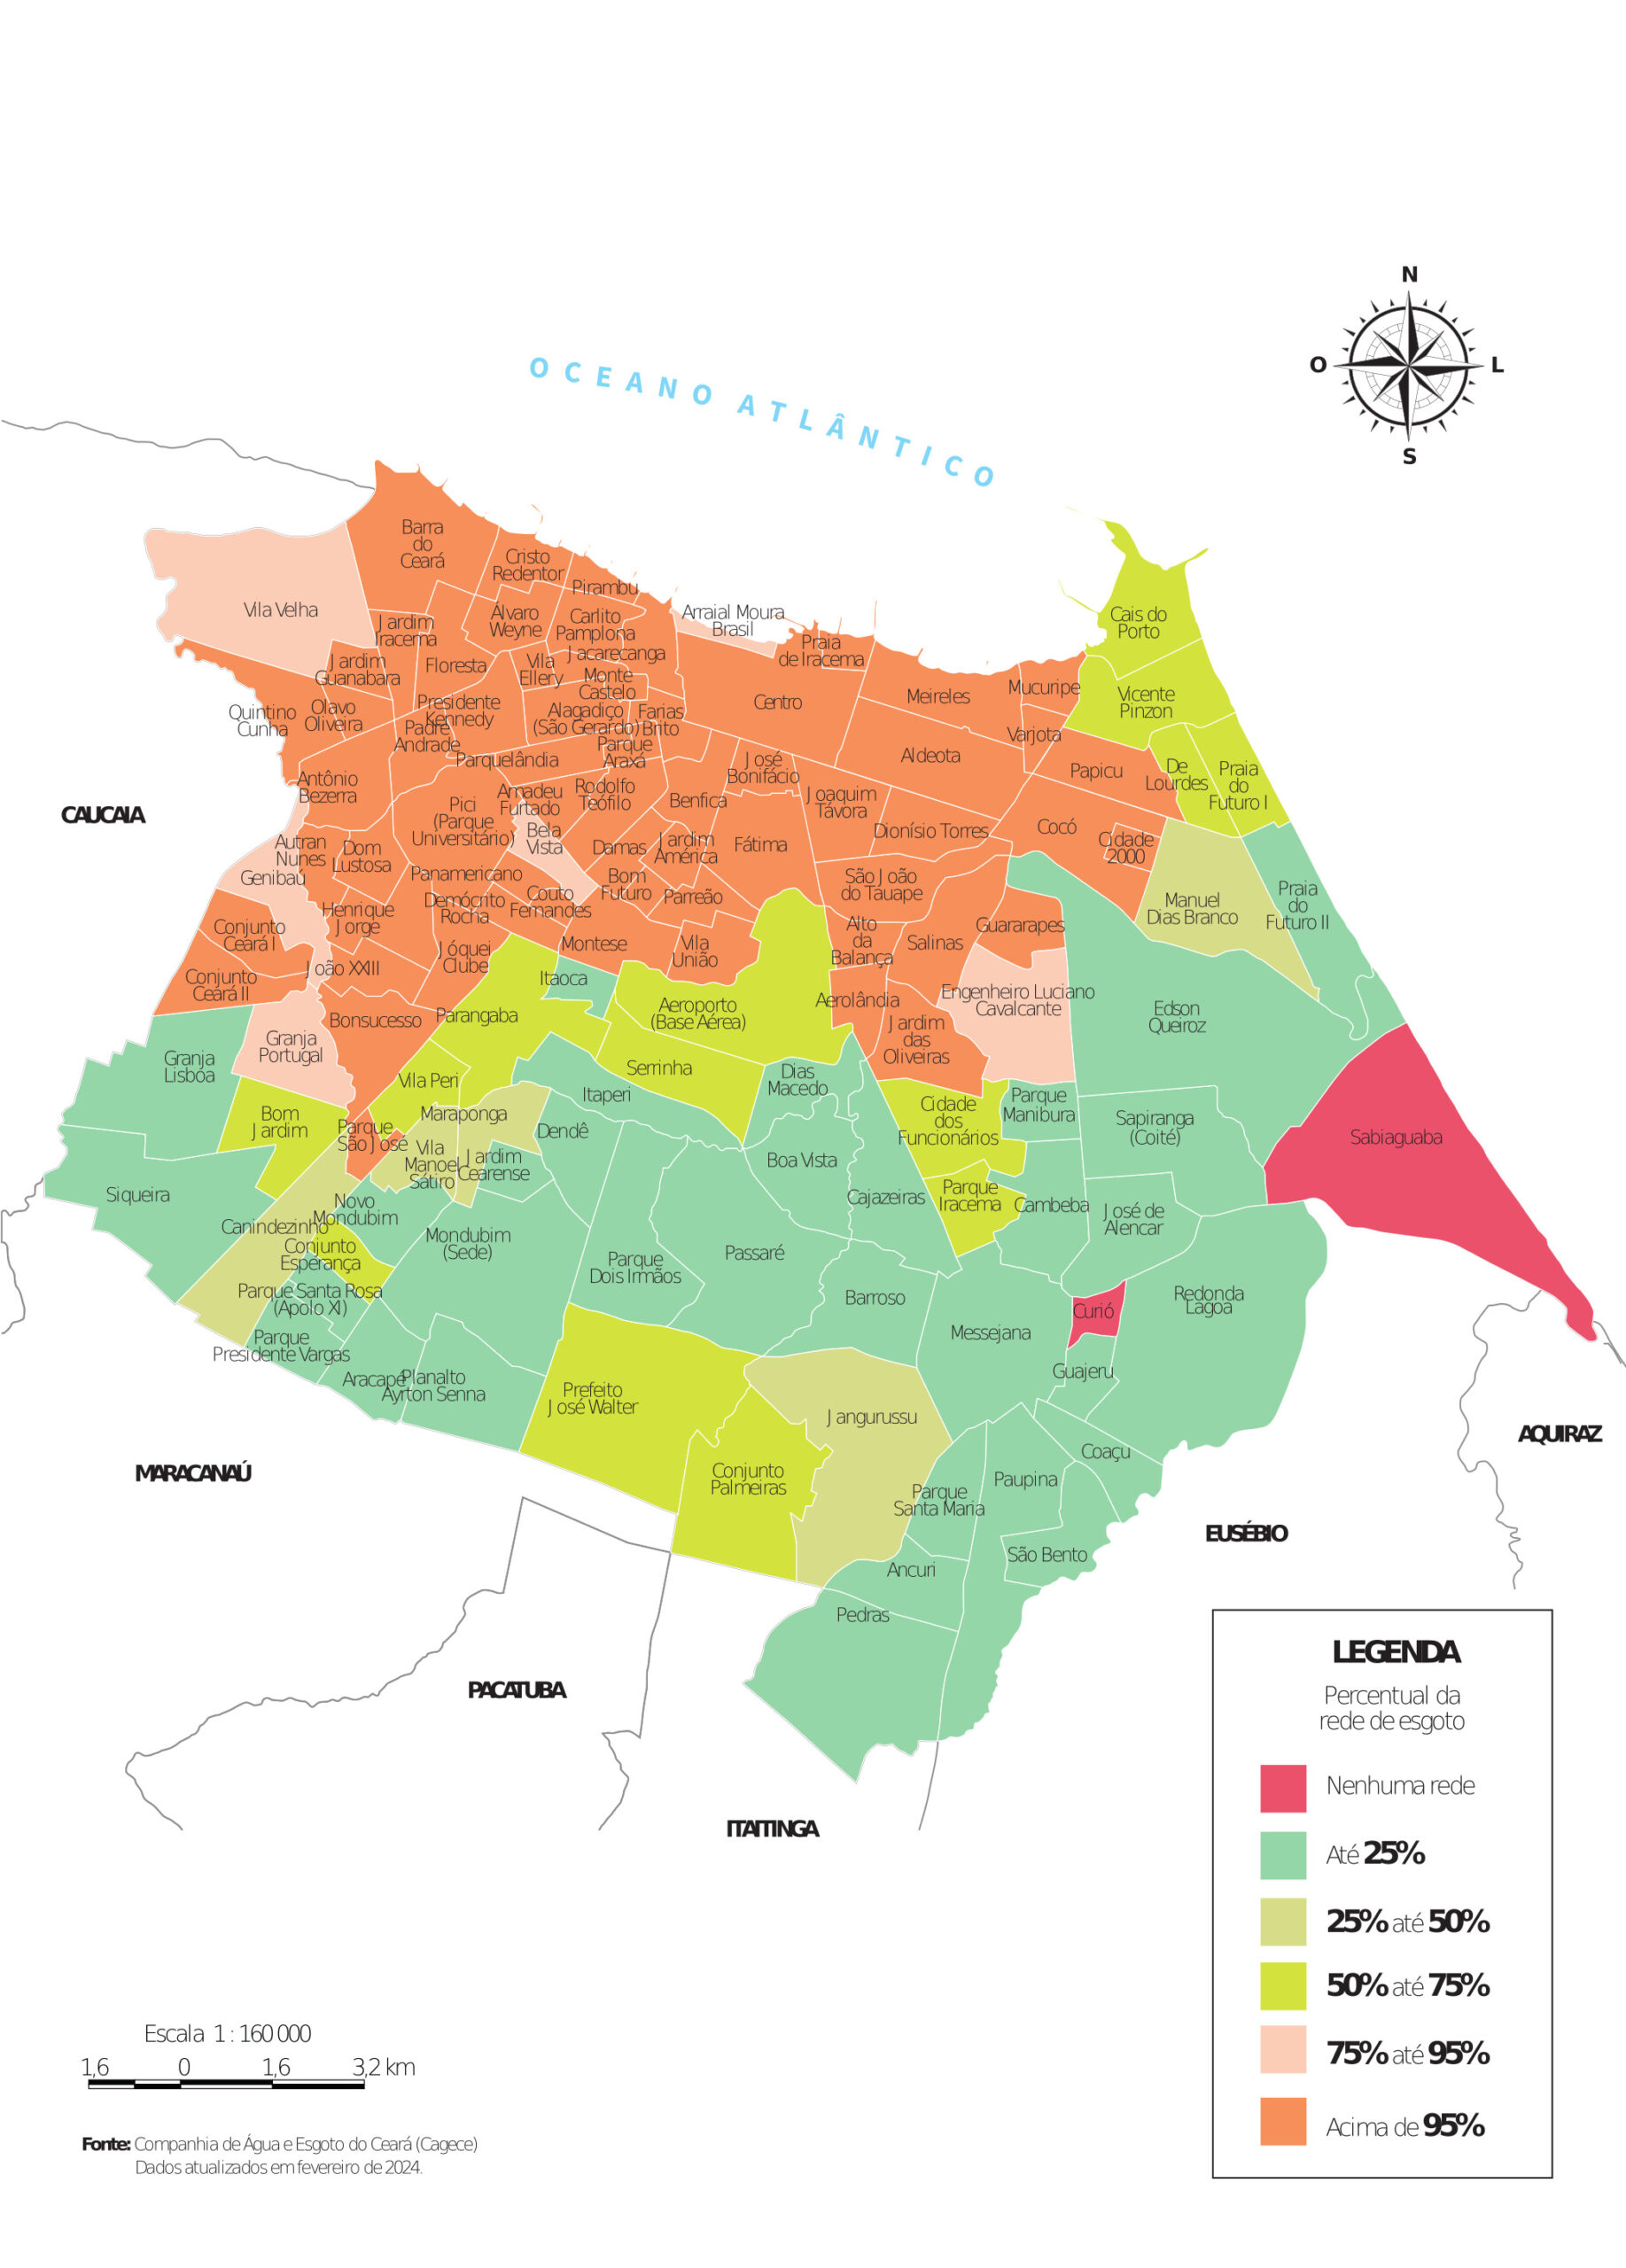 N
O
L
S
OCEANO ATLÂNTICO
Barra
do
Ceará
Cristo
Redentor
Pirambu
Vila Velha
Jardim
Iracema
Álvaro
Weyne
Carlito
Pamplona
Arraial Moura
Brasil
Cais do
Porto
Jacarecanga
Praia
de Iracema
Jardim
Guanabara
Floresta
Vila
Ellery
Monte
Castelo
Centro
Meireles
Mucuripe
Vicente
Pinzon
Quintino
Cunha
Olavo
Oliveira
Presidente
Kennedy
Padre
Andrade
Alagadiço
(São Gerardo)
Farias
Brito
Parque
Araxá
Varjota
Parquelândia
José
Bonifácio
Aldeota
Papicu
De
Lourdes
Praia
do
Futuro I
Antônio
Bezerra
Amadeu
Furtado
Rodolfo
Teófilo
Benfica
Joaquim
Távora
CAUCAIA
Pici
(Parque
Universitário)
Bela
Vista
Damas
Jardim
América
Fátima
Dionísio Torres
Cocó
Cidade
2000
Autran
Nunes
Dom
Lustosa
Genibaú
Panamericano
Bom
Futuro
Parreão
São João
do Tauape
Manuel
Dias Branco
Praia
do
Futuro II
Henrique
Jorge
Demócrito
Rocha
Couto
Fernandes
Conjunto
Ceará I
Jóquei
Clube
Montese
Vila
União
Alto
da
Balança
Salinas
Guararapes
Conjunto
Ceará II
João XXIII
Itaoca
Engenheiro Luciano
Cavalcante
Edson
Queiroz
Bonsucesso
Parangaba
Aeroporto
(Base Aérea)
Aerolândia
Jardim
das
Oliveiras
Granja
Portugal
Granja
Lisboa
Vila Peri
Serrinha
Dias
Macedo
Itaperi
Parque
Manibura
Cidade
dos
Funcionários
Sapiranga
(Coité)
Sabiaguaba
Bom
Jardim
Parque
São José
Maraponga
Dendê
Vila
Manoel
Sátiro
Jardim
Cearense
Boa Vista
Cajazeiras
Parque
Iracema
Cambeba
José de
Alencar
Siqueira
Canindezinho
Novo
Mondubim
Conjunto
Esperança
Mondubim
(Sede)
Parque
Dois Irmãos
Passaré
Parque Santa Rosa
(Apolo XI)
Barroso
Messejana
Curió
Redonda
Lagoa
Parque
Presidente Vargas
Aracapé
Planalto
Ayrton Senna
Prefeito
José Walter
Guajeru
Jangurussu
Coaçu
AQUIRAZ
MARACANAÚ
Conjunto
Palmeiras
Parque
Santa Maria
Paupina
EUSÉBIO
São Bento
Ancuri
Pedras
PACATUBA
ITAITINGA
LEGENDA
Percentual da
rede de esgoto
Nenhuma rede
Até 25%
25% até 50%
50% até 75%
75% até 95%
Acima de 95%
Escala 1 : 160 000
1,6 0 1,6 3,2 km
Fonte: Companhia de Água e Esgoto do Ceará (Cagece)
Dados atualizados em fevereiro de 2024.